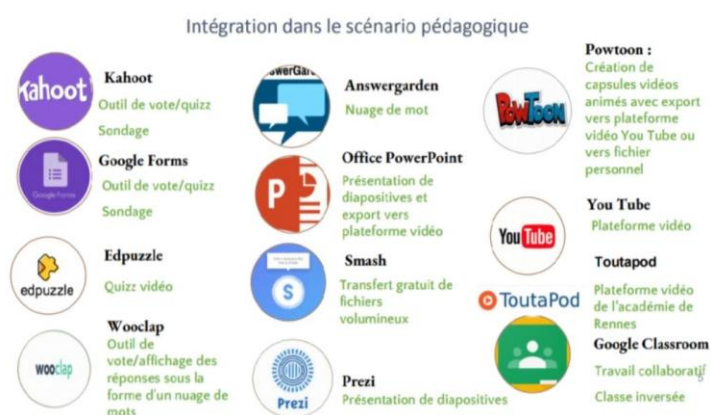 Intégration dans le scénario pédagogique
Kahoot
Kahoot
Outil de vote/quizz
Sondage
Google Forms
Google Forms
Outil de vote/quizz
Sondage
edpuzzle
Edpuzzle
Quizz vidéo
wooclap
Wooclap
Outil de
vote/affichage des
réponses sous la
forme d'un nuage de
mots
Answergarden
Nuage de mot
P
Office PowerPoint
Présentation de
diapositives et
export vers
plateforme vidéo
S
Smash
Transfert gratuit de
fichiers
volumineux
Prezi
Prezi
Présentation de diapositives
POWTOON
Powtoon :
Création de
capsules vidéos
animés avec export
vers plateforme
vidéo You Tube ou
vers fichier
personnel
You Tube
You Tube
Plateforme vidéo
ToutaPod
Toutapod
Plateforme vidéo
de l'académie de
Rennes
Google Classroom
Travail collaboratif
Classe inversée